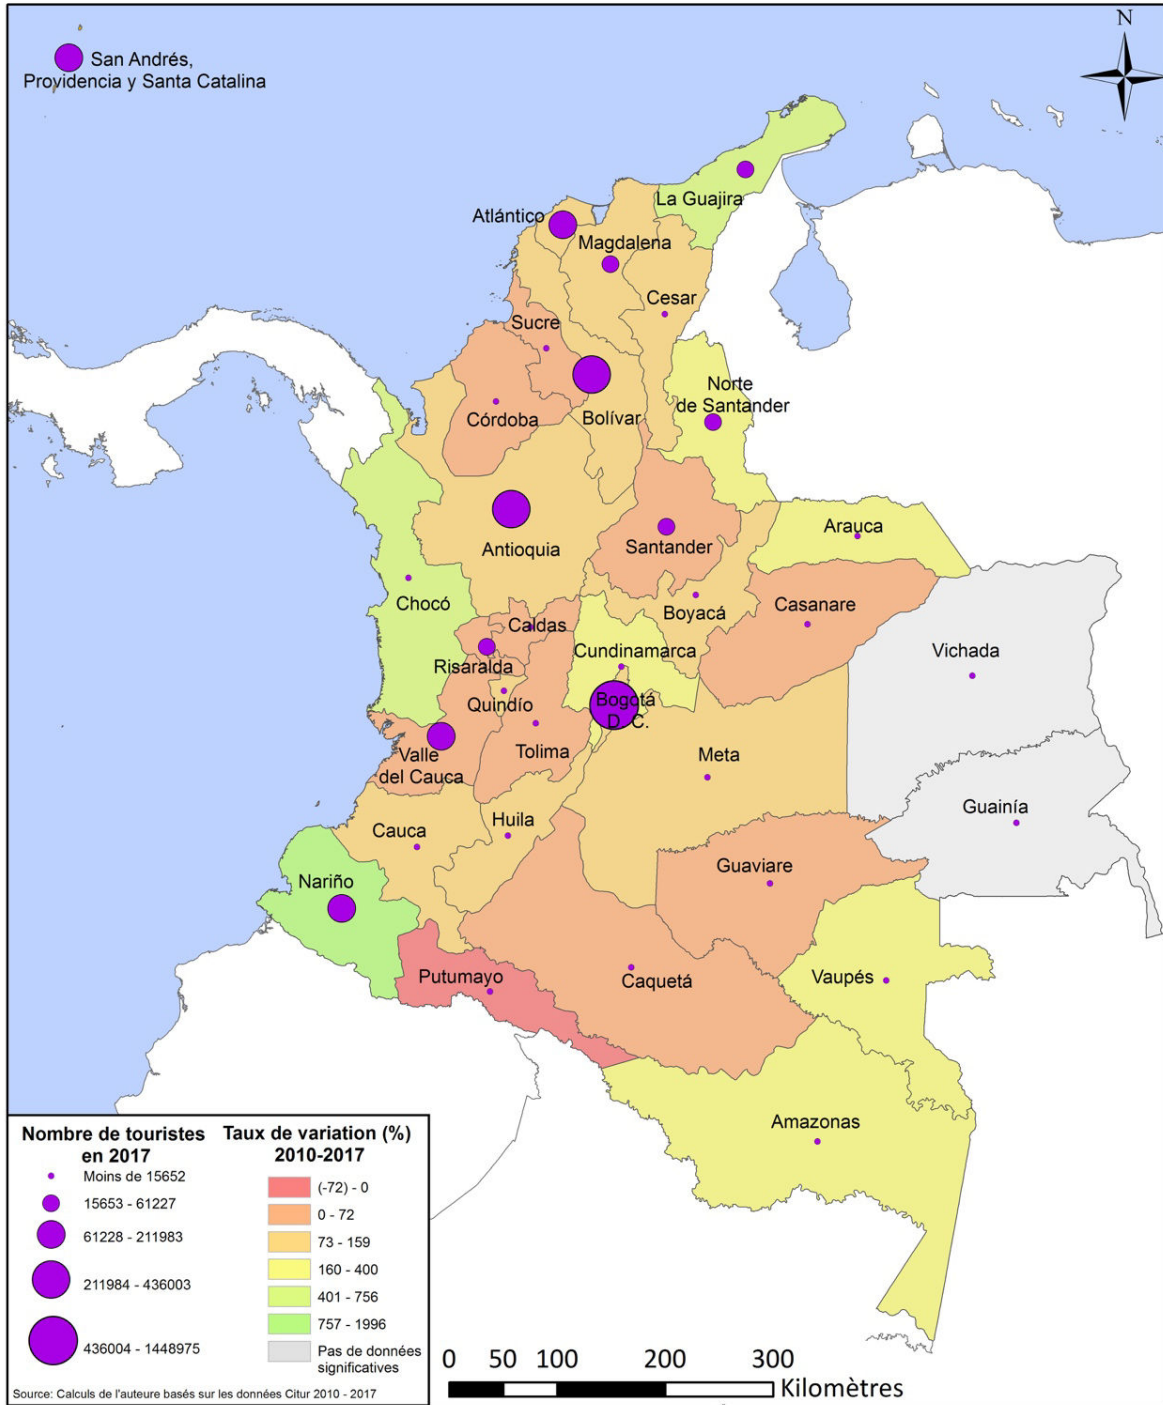 N
San Andrés,
Providencia y Santa Catalina
La Guajira
Atlántico
Magdalena
Cesar
Sucre
Norte
de Santander
Córdoba
Bolívar
Arauca
Antioquia
Santander
Chocó
Boyacá
Casanare
Caldas
Cundinamarca
Vichada
Risaralda
Quindío
Bogotá
D. C.
Tolima
Valle
del Cauca
Meta
Guainía
Huila
Cauca
Guaviare
Nariño
Putumayo
Caquetá
Vaupés
Amazonas
Nombre de touristes
en 2017
Moins de 15652
15653 - 61227
61228 - 211983
211984 - 436003
436004 - 1448975
Taux de variation (%)
2010-2017
(-72) - 0
0 - 72
73 - 159
160 - 400
401 - 756
757 - 1996
Pas de données
significatives
Source: Calculs de l'auteure basés sur les données Citur 2010 - 2017
0 50 100 200 300
Kilomètres